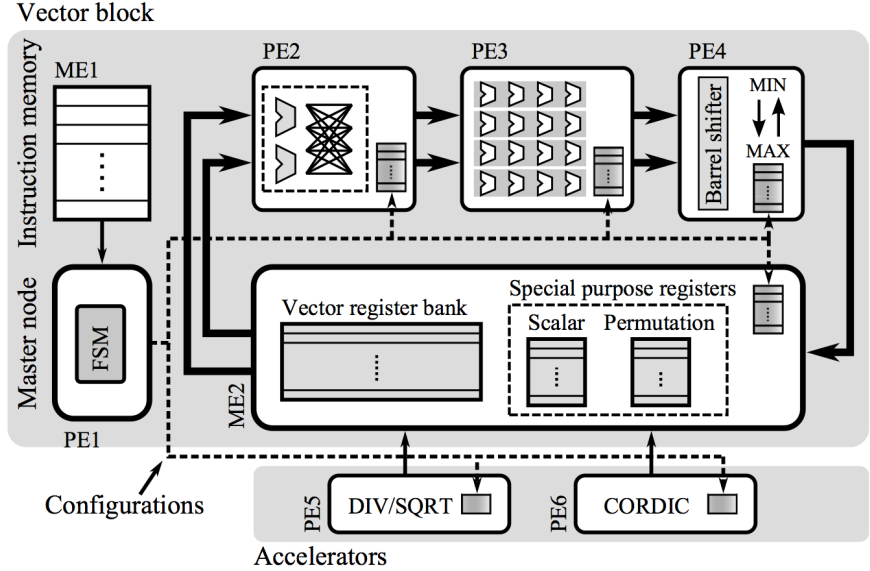 Vector block
Instruction memory
ME1
PE2
PE3
PE4
Barrel shifter
MIN
MAX
Master node
FSM
PE1
ME2
Vector register bank
Special purpose registers
Scalar
Permutation
Configurations
PE5
DIV/SQRT
PE6
CORDIC
Accelerators